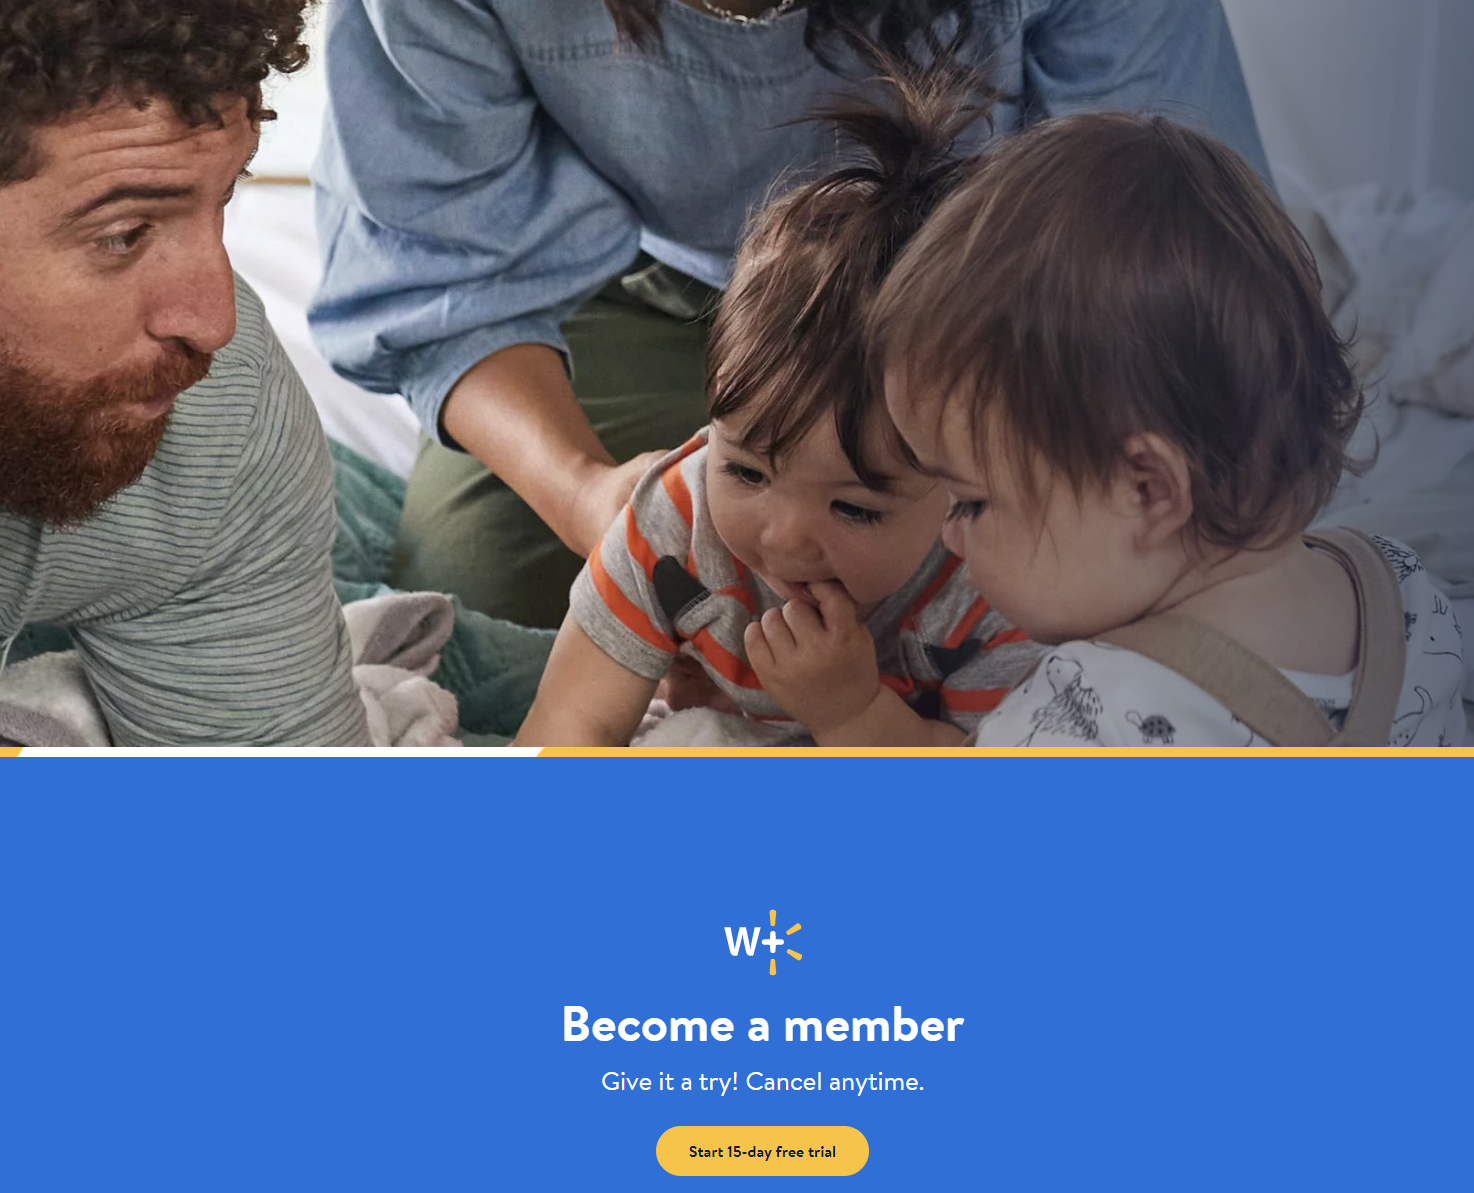 W+
Become a member
Give it a try! Cancel anytime.
Start 15-day free trial